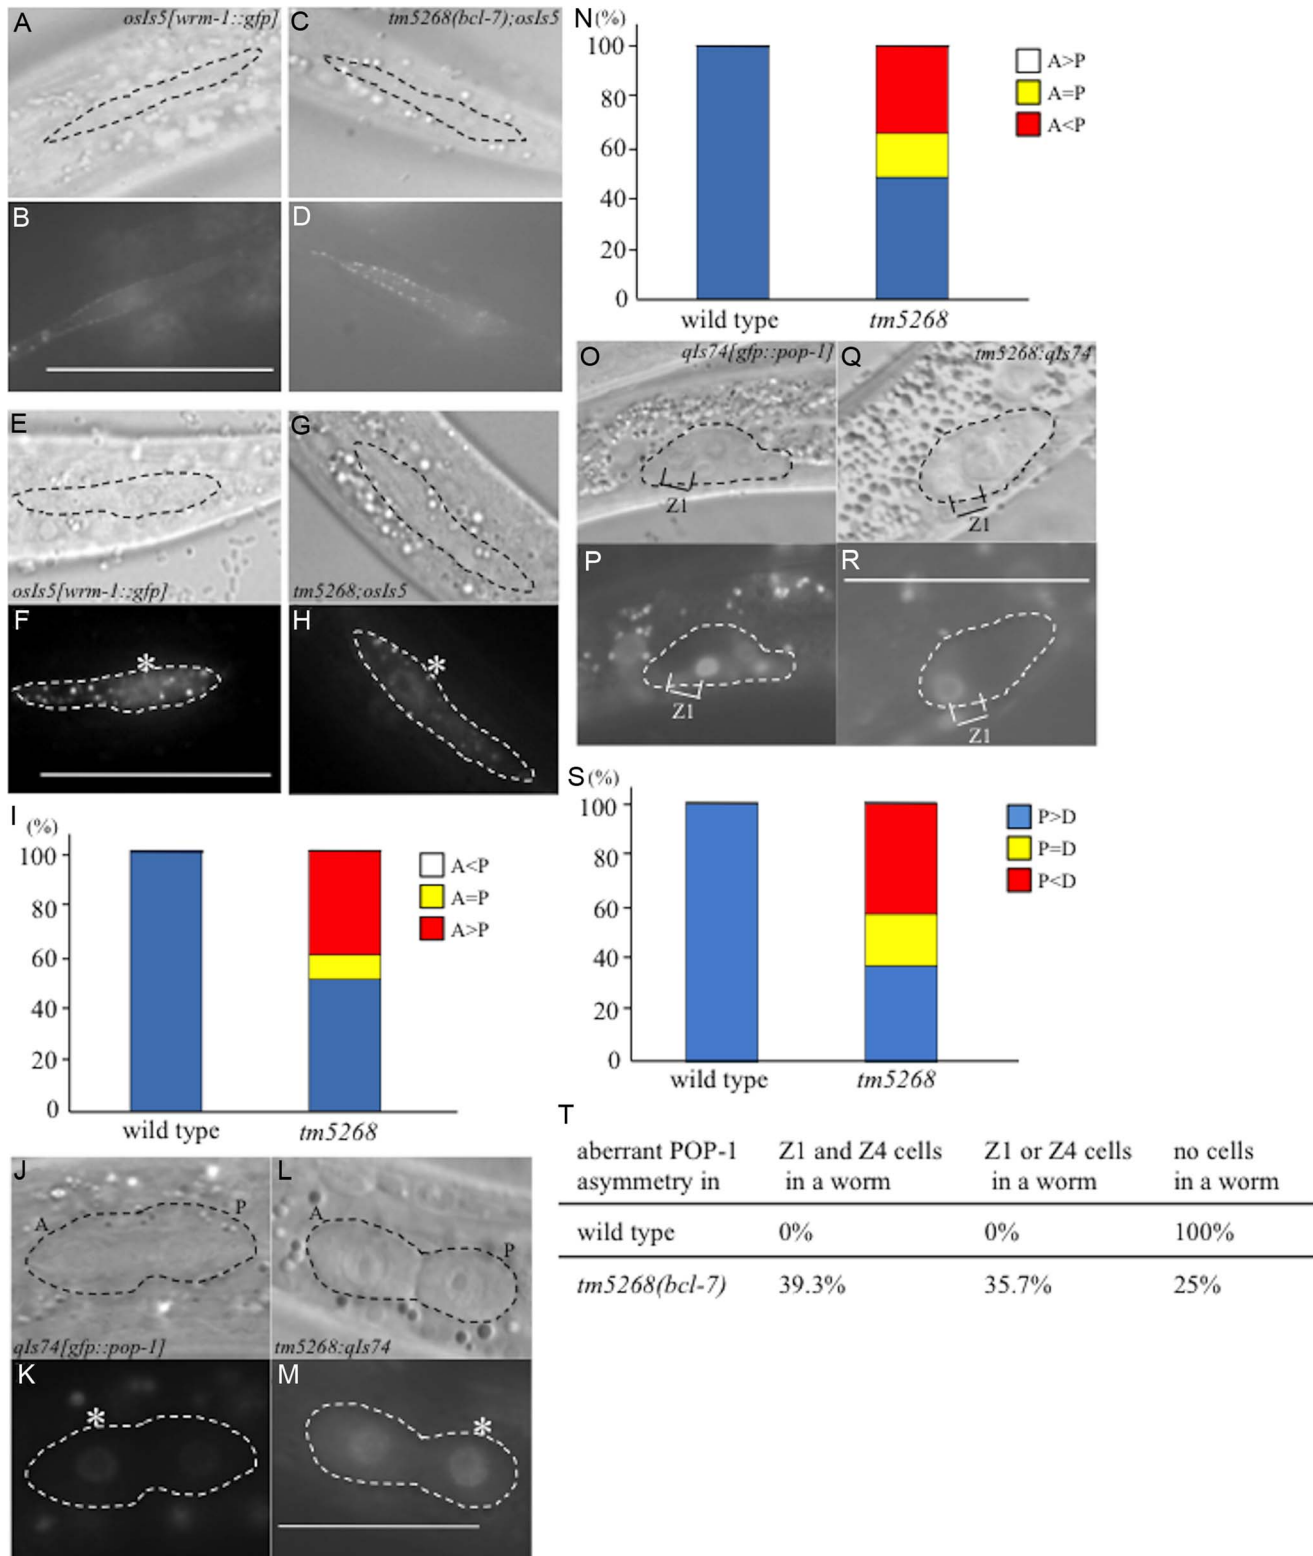 A
osIs5[wrm-1::gfp]
C
tm5268(bcl-7);osIs5
B
D
E
osIs5[wrm-1::gfp]
G
tm5268;osIs5
F
*
H
*
I
(%)
100
80
60
40
20
0
wild type
tm5268
A<P
A=P
A>P
J
A
P
qIs74[gfp::pop-1]
L
A
P
tm5268:qIs74
K
*
M
*
N
(%)
100
80
60
40
20
0
wild type
tm5268
A>P
A=P
A<P
O
qIs74[gfp::pop-1]
Z1
Q
tm5268:qIs74
Z1
P
Z1
R
Z1
S
(%)
100
80
60
40
20
0
wild type
tm5268
P>D
P=D
P<D
T
aberrant POP-1 asymmetry in
Z1 and Z4 cells in a worm
Z1 or Z4 cells in a worm
no cells in a worm
wild type 0% 0% 100%
tm5268(bcl-7) 39.3% 35.7% 25%